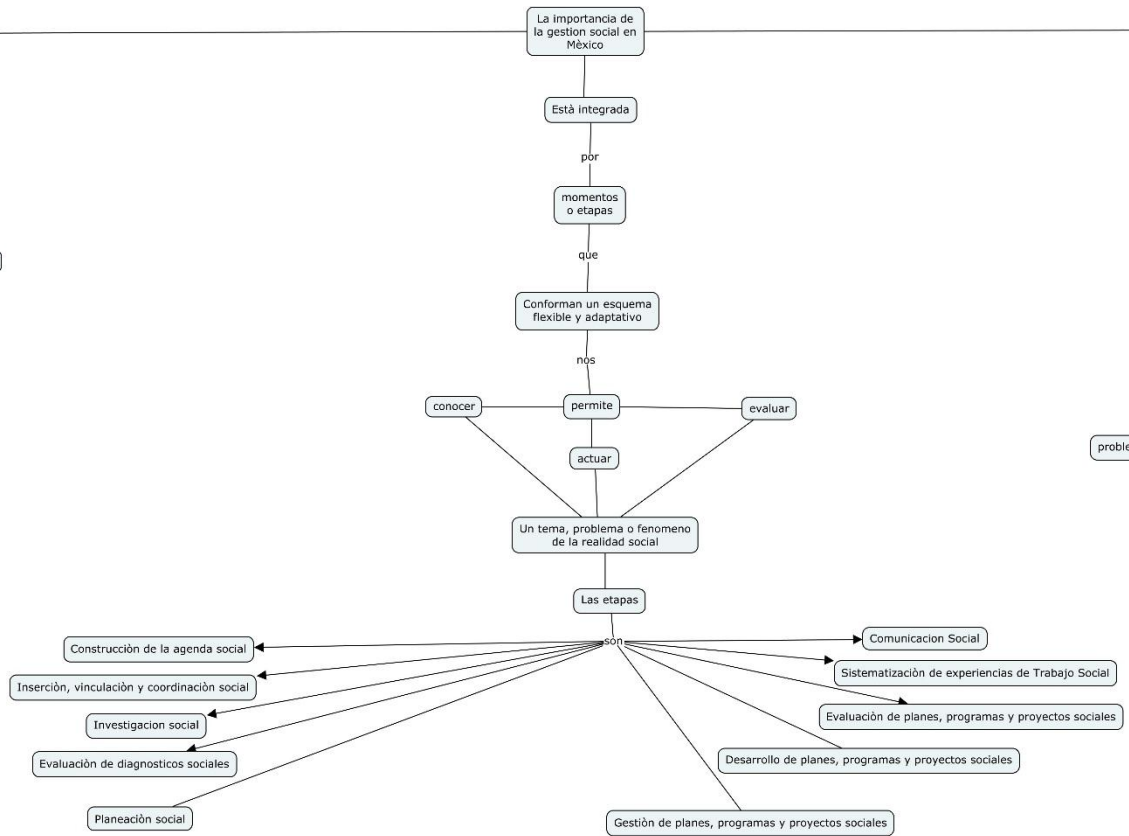 La importancia de
la gestion social en
Mèxico
Està integrada
por
momentos
o etapas
que
Conforman un esquema
flexible y adaptativo
nos
conocer
permite
evaluar
actuar
proble
Un tema, problema o fenomeno
de la realidad social
Las etapas
son
Construcciòn de la agenda social
Comunicacion Social
Inserciòn, vinculaciòn y coordinaciòn social
Sistematizaciòn de experiencias de Trabajo Social
Investigacion social
Evaluaciòn de planes, programas y proyectos sociales
Evaluaciòn de diagnosticos sociales
Desarrollo de planes, programas y proyectos sociales
Planeaciòn social
Gestiòn de planes, programas y proyectos sociales